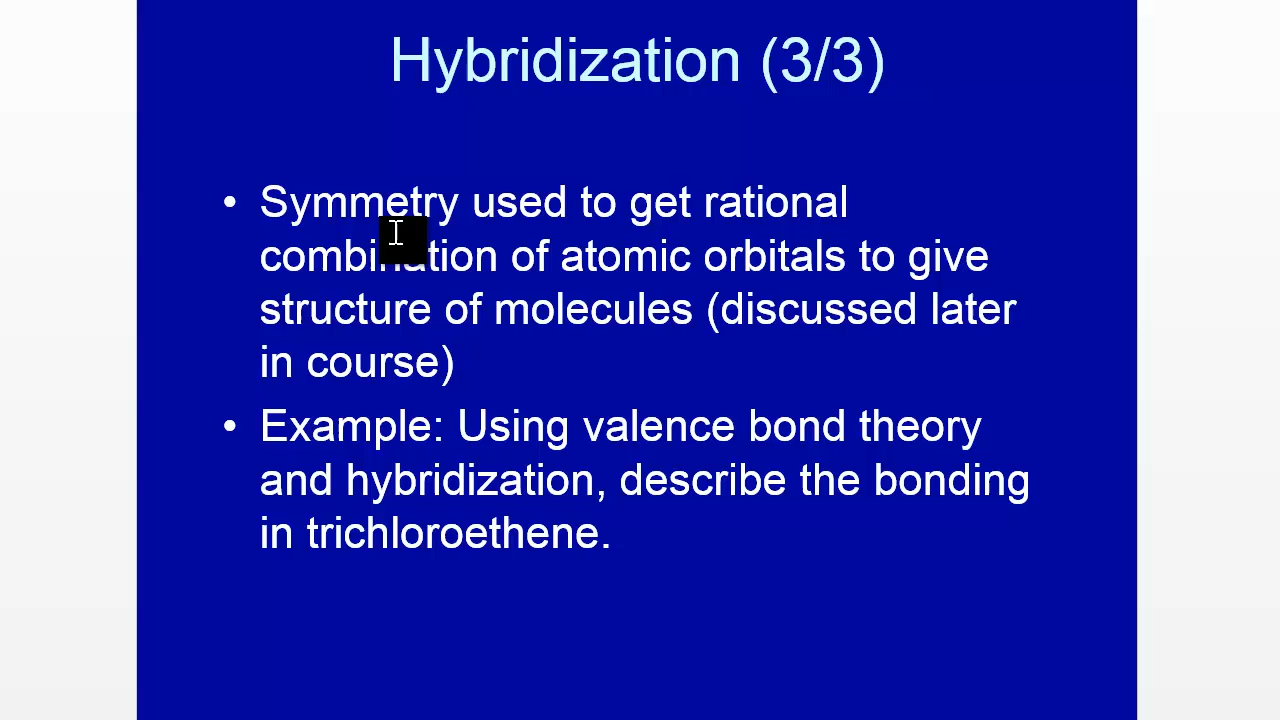 Hybridization (3/3)
• Symmetry used to get rational
combination of atomic orbitals to give
structure of molecules (discussed later
in course)
• Example: Using valence bond theory
and hybridization, describe the bonding
in trichloroethene.